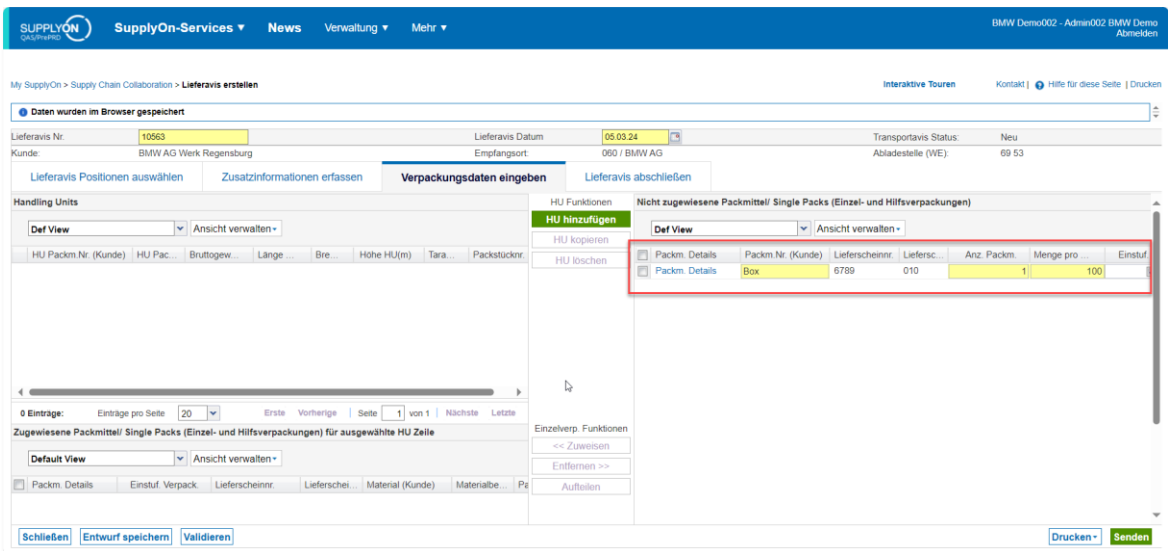 SUPPLYON SupplyOn-Services ▼ News Verwaltung ▼ Mehr ▼ BMW Demo002 - Admin002 BMW Demo
QAS/PrePRD Abmelden
My SupplyOn > Supply Chain Collaboration > Lieferavis erstellen Interaktive Touren Kontakt | Hilfe für diese Seite | Drucken
Daten wurden im Browser gespeichert
Lieferavis Nr. 10563 Lieferavis Datum 05.03.24 Transportavis Status: Neu
Kunde: BMW AG Werk Regensburg Empfangsort: 060 / BMW AG Abladestelle (WE): 69 53
Lieferavis Positionen auswählen Zusatzinformationen erfassen Verpackungsdaten eingeben Lieferavis abschließen
Handling Units HU Funktionen Nicht zugewiesene Packmittel/ Single Packs (Einzel- und Hilfsverpackungen)
HU hinzufügen
Def View Ansicht verwalten Def View Ansicht verwalten
HU kopieren
HU Packm.Nr. (Kunde) HU Pac... Bruttogew... Länge ... Bre... Höhe HU(m) Tara... Packstücknr. HU löschen Packm. Details Packm.Nr. (Kunde) Lieferscheinnr. Liefersc... Anz. Packm. Menge pro ... Einstuf.
Packm. Details Box 6789 010 1 100
0 Einträge: Einträge pro Seite 20 Erste Vorherige Seite 1 von 1 Nächste Letzte
Zugewiesene Packmittel/ Single Packs (Einzel- und Hilfsverpackungen) für ausgewählte HU Zeile Einzelverp. Funktionen
<< Zuweisen
Default View Ansicht verwalten Entfernen >>
Packm. Details Einstuf. Verpack. Lieferscheinnr. Lieferschei... Material (Kunde) Materialbe... Pa Aufteilen
Schließen Entwurf speichern Validieren Drucken Senden